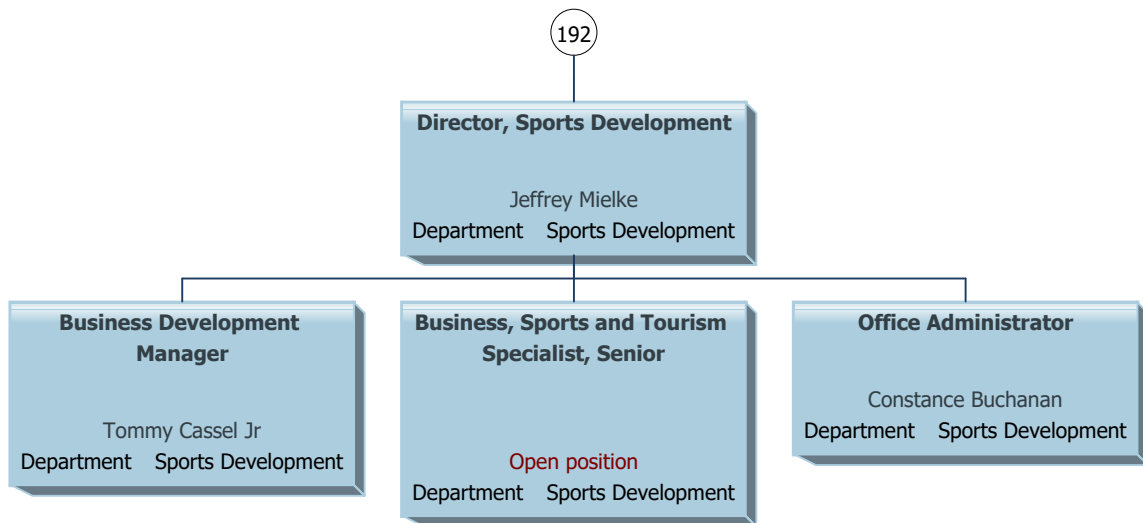 192
Director, Sports Development
Jeffrey Mielke
Department Sports Development
Business Development
Manager
Tommy Cassel Jr
Department Sports Development
Business, Sports and Tourism
Specialist, Senior
Open position
Department Sports Development
Office Administrator
Constance Buchanan
Department Sports Development